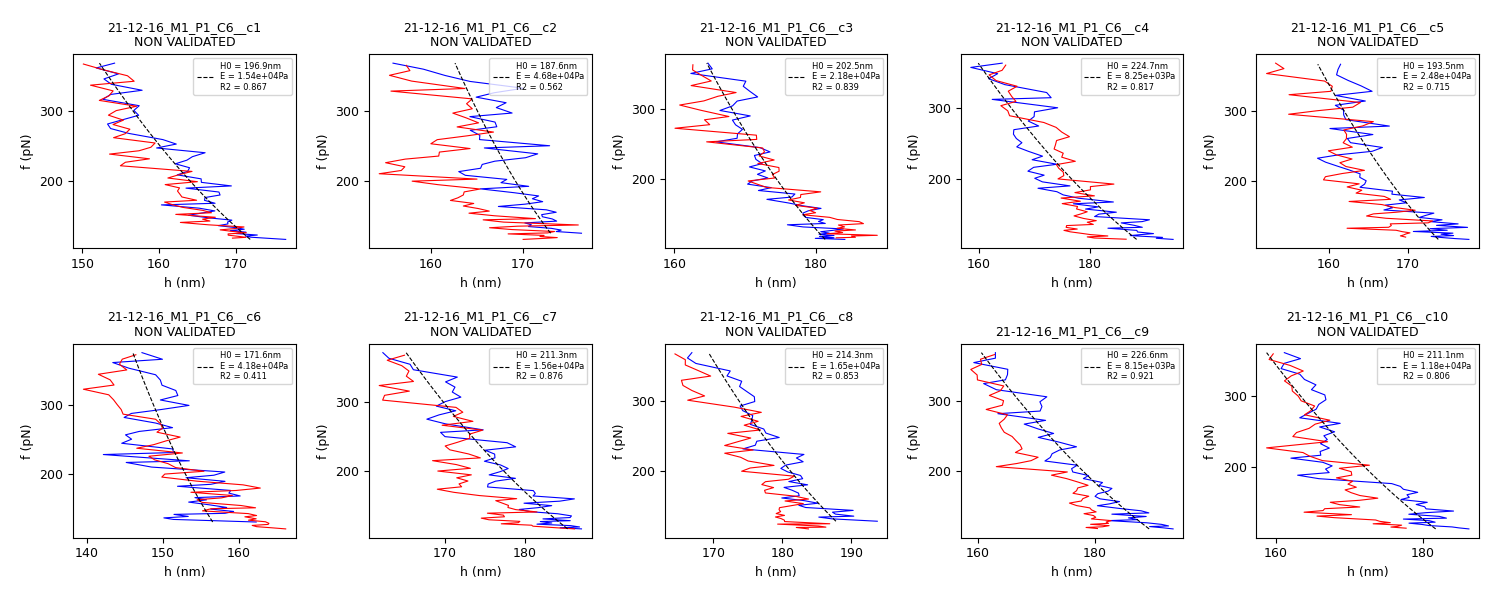 21-12-16_M1_P1_C6__c1
NON VALIDATED
H0 = 196.9nm
E = 1.54e+04Pa
R2 = 0.867
300
200
f (pN)
150 160 170
h (nm)
21-12-16_M1_P1_C6__c2
NON VALIDATED
H0 = 187.6nm
E = 4.68e+04Pa
R2 = 0.562
300
200
f (pN)
160 170
h (nm)
21-12-16_M1_P1_C6__c3
NON VALIDATED
H0 = 202.5nm
E = 2.18e+04Pa
R2 = 0.839
300
200
f (pN)
160 180
h (nm)
21-12-16_M1_P1_C6__c4
NON VALIDATED
H0 = 224.7nm
E = 8.25e+03Pa
R2 = 0.817
300
200
f (pN)
160 180
h (nm)
21-12-16_M1_P1_C6__c5
NON VALIDATED
H0 = 193.5nm
E = 2.48e+04Pa
R2 = 0.715
300
200
f (pN)
160 170
h (nm)
21-12-16_M1_P1_C6__c6
NON VALIDATED
H0 = 171.6nm
E = 4.18e+04Pa
R2 = 0.411
300
200
f (pN)
140 150 160
h (nm)
21-12-16_M1_P1_C6__c7
NON VALIDATED
H0 = 211.3nm
E = 1.56e+04Pa
R2 = 0.876
300
200
f (pN)
170 180
h (nm)
21-12-16_M1_P1_C6__c8
NON VALIDATED
H0 = 214.3nm
E = 1.65e+04Pa
R2 = 0.853
300
200
f (pN)
170 180 190
h (nm)
21-12-16_M1_P1_C6__c9
H0 = 226.6nm
E = 8.15e+03Pa
R2 = 0.921
300
200
f (pN)
160 180
h (nm)
21-12-16_M1_P1_C6__c10
NON VALIDATED
H0 = 211.1nm
E = 1.18e+04Pa
R2 = 0.806
300
200
f (pN)
160 180
h (nm)